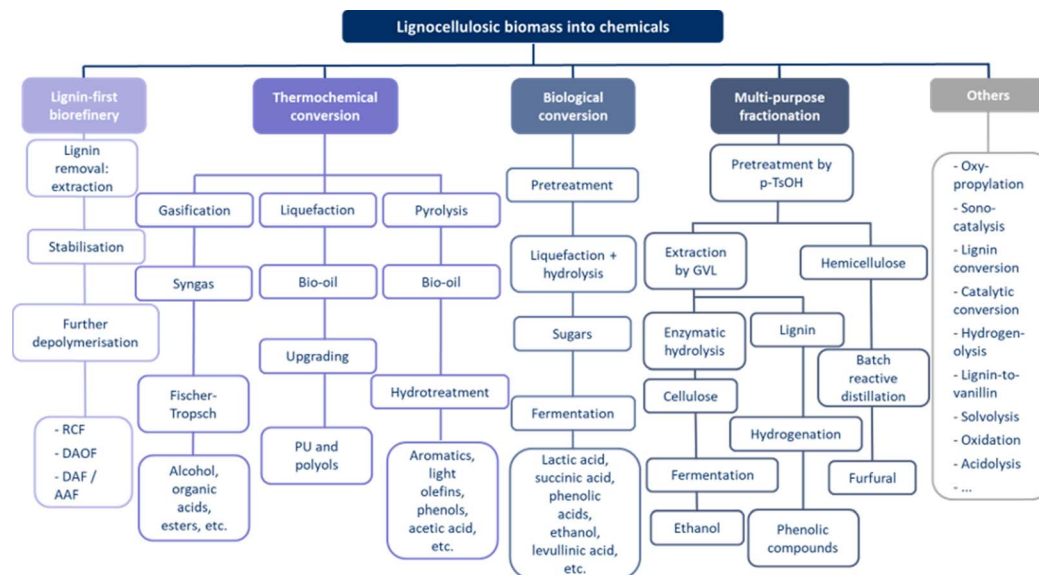 Lignocellulosic biomass into chemicals
Lignin-first
biorefinery
Lignin
removal:
extraction
Stabilisation
Further
depolymerisation
- RCF
- DAOF
- DAF /
AAF
Thermochemical
conversion
Gasification
Syngas
Fischer-
Tropsch
Alcohol,
organic
acids,
esters, etc.
Liquefaction
Bio-oil
Upgrading
PU and
polyols
Pyrolysis
Bio-oil
Hydrotreatment
Aromatics,
light
olefins,
phenols,
acetic acid,
etc.
Biological
conversion
Pretreatment
Liquefaction +
hydrolysis
Sugars
Fermentation
Lactic acid,
succinic acid,
phenolic
acids,
ethanol,
levullinic acid,
etc.
Multi-purpose
fractionation
Pretreatment by
p-TsOH
Extraction
by GVL
Enzymatic
hydrolysis
Cellulose
Fermentation
Ethanol
Lignin
Hydrogenation
Phenolic
compounds
Hemicellulose
Batch
reactive
distillation
Furfural
Others
- Oxy-
propylation
- Sono-
catalysis
- Lignin
conversion
- Catalytic
conversion
- Hydrogen-
olysis
- Lignin-to-
vanillin
- Solvolysis
- Oxidation
- Acidolysis
- ...